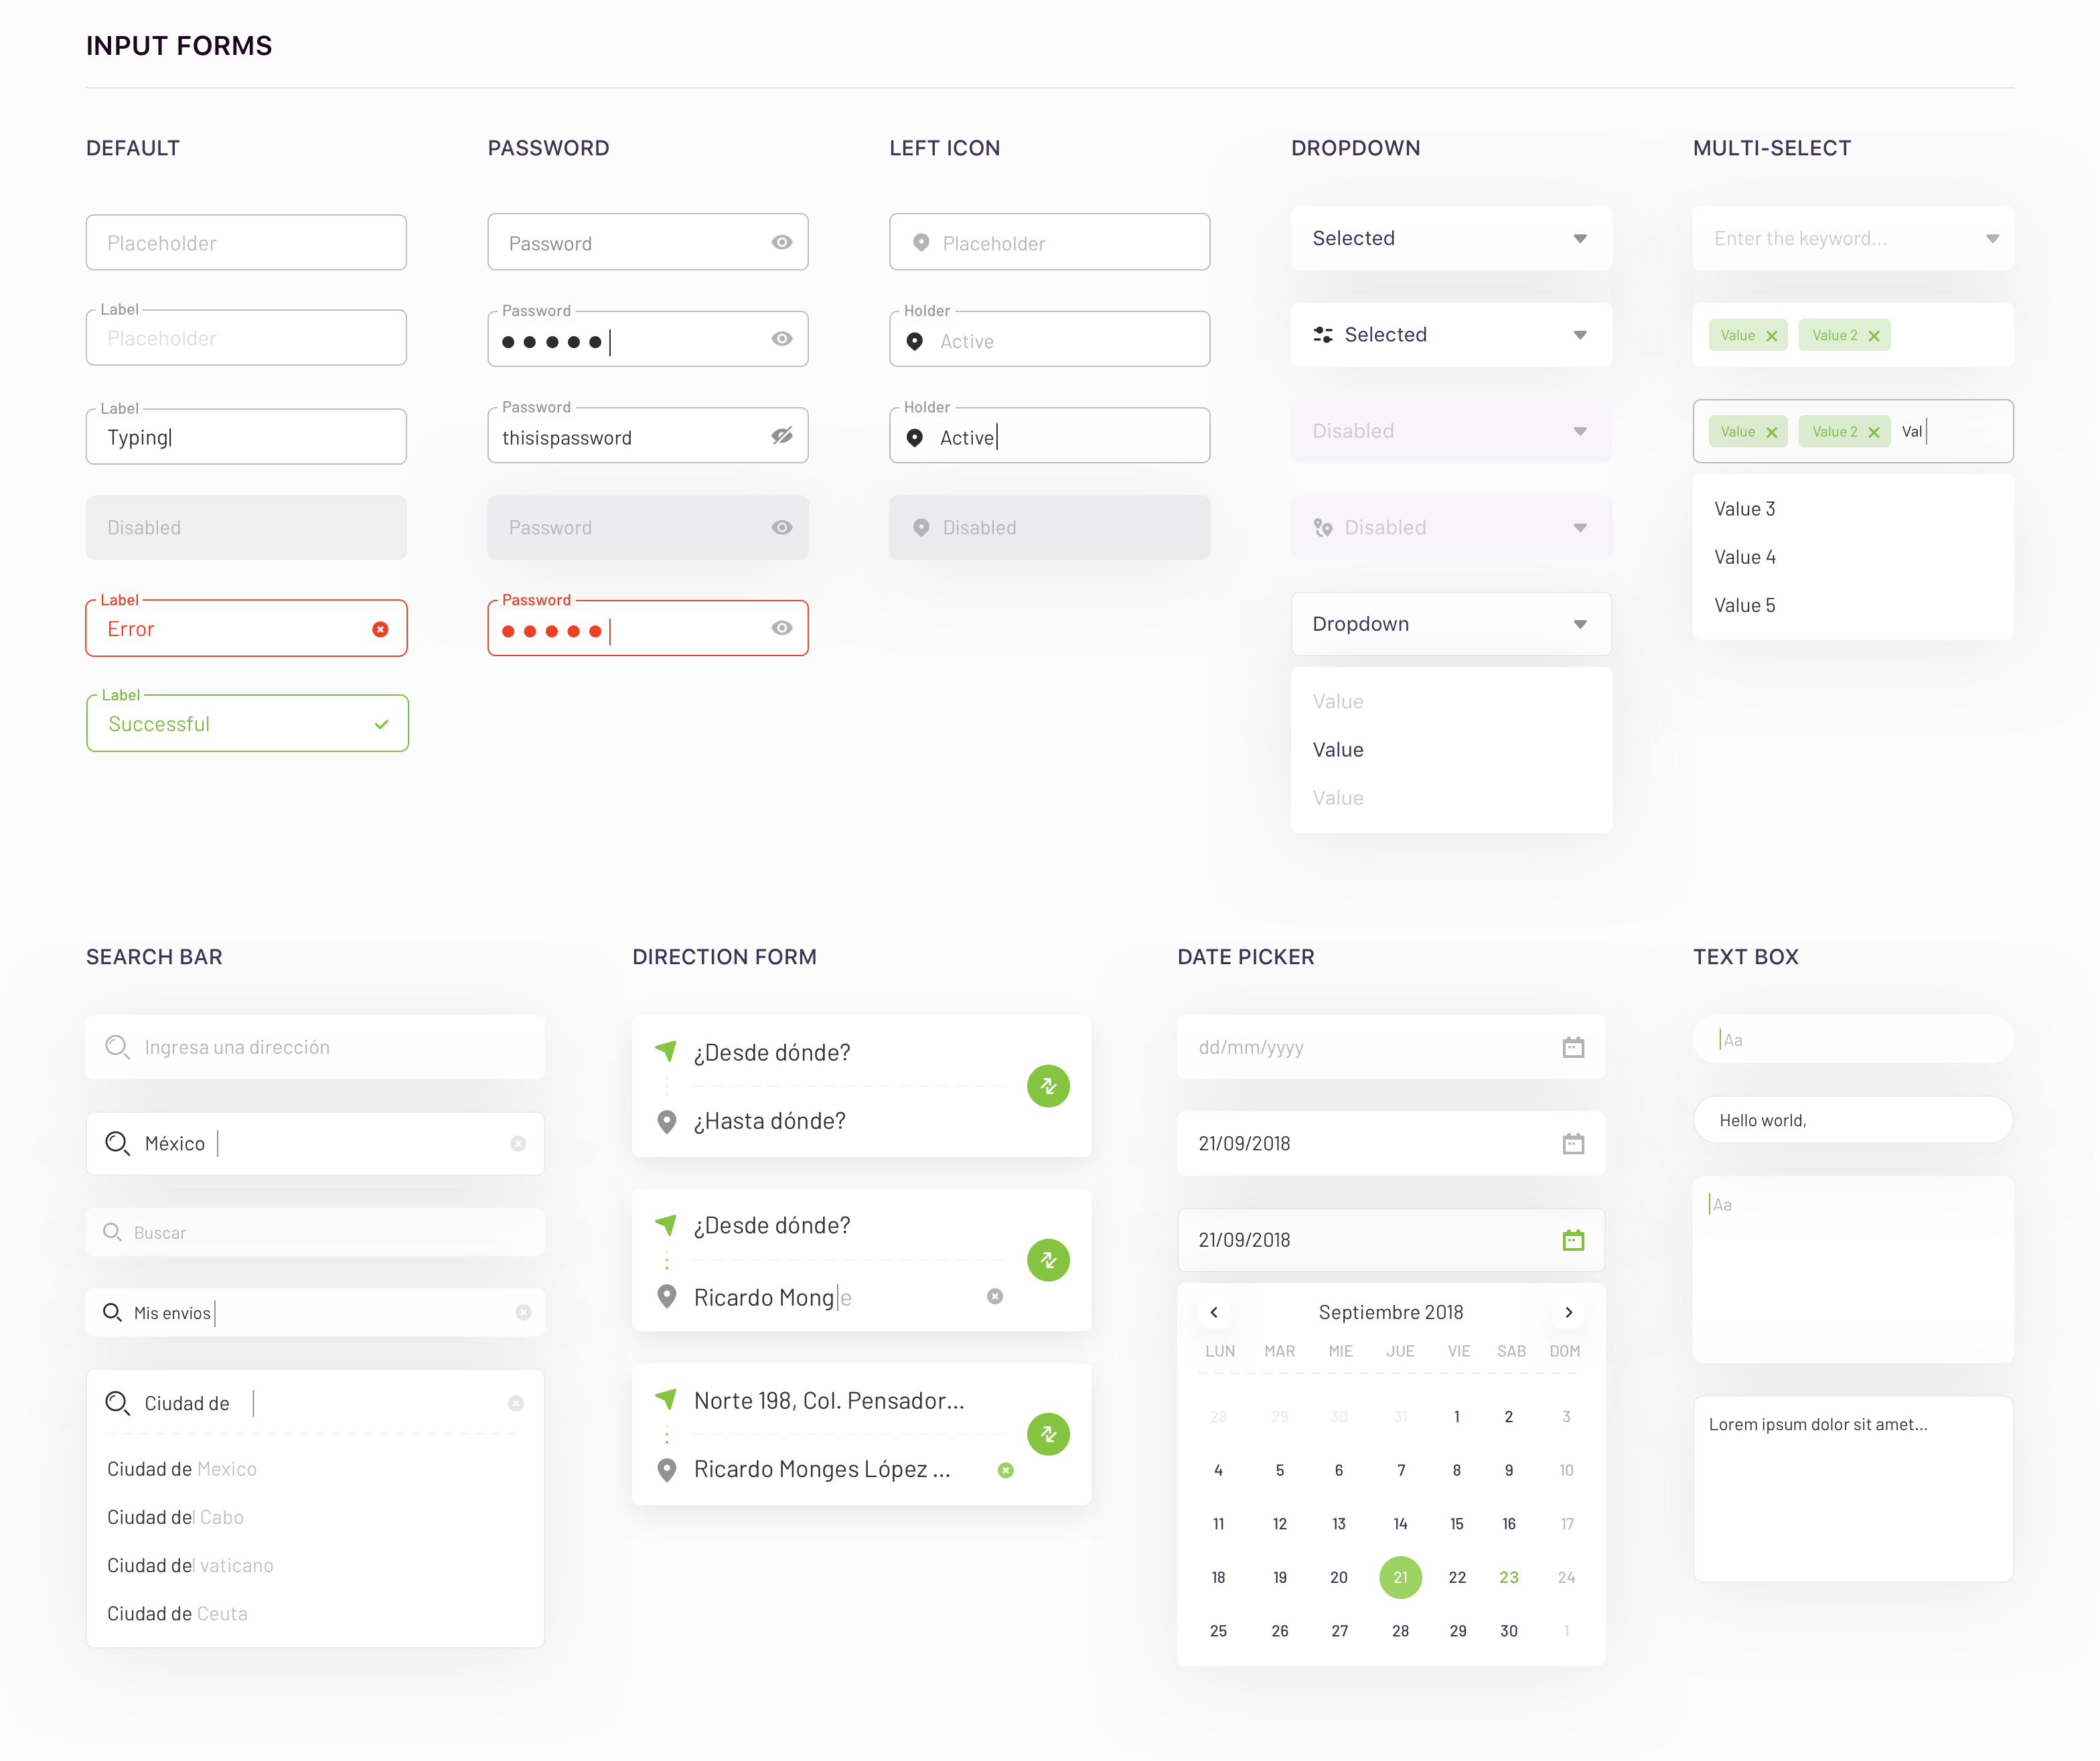 INPUT FORMS
DEFAULT
Placeholder
Label
Placeholder
Label
Typing
Disabled
Label
Error
Label
Successful
PASSWORD
Password
Password
Password
thisispassword
Password
Password
LEFT ICON
Placeholder
Holder
Active
Holder
Active
Disabled
DROPDOWN
Selected
Selected
Disabled
Disabled
Dropdown
Value
Value
Value
MULTI-SELECT
Enter the keyword...
Value Value 2
Value Value 2 Val
Value 3
Value 4
Value 5
SEARCH BAR
Ingresa una dirección
México
Buscar
Mis envíos
Ciudad de
Ciudad de Mexico
Ciudad del Cabo
Ciudad del vaticano
Ciudad de Ceuta
DIRECTION FORM
¿Desde dónde?
¿Hasta dónde?
¿Desde dónde?
Ricardo Monge
Norte 198, Col. Pensador...
Ricardo Monges López ...
DATE PICKER
dd/mm/yyyy
21/09/2018
21/09/2018
Septiembre 2018
LUN MAR MIE JUE VIE SAB DOM
28 29 30 31 1 2 3
4 5 6 7 8 9 10
11 12 13 14 15 16 17
18 19 20 21 22 23 24
25 26 27 28 29 30 1
TEXT BOX
Aa
Hello world,
Aa
Lorem ipsum dolor sit amet...